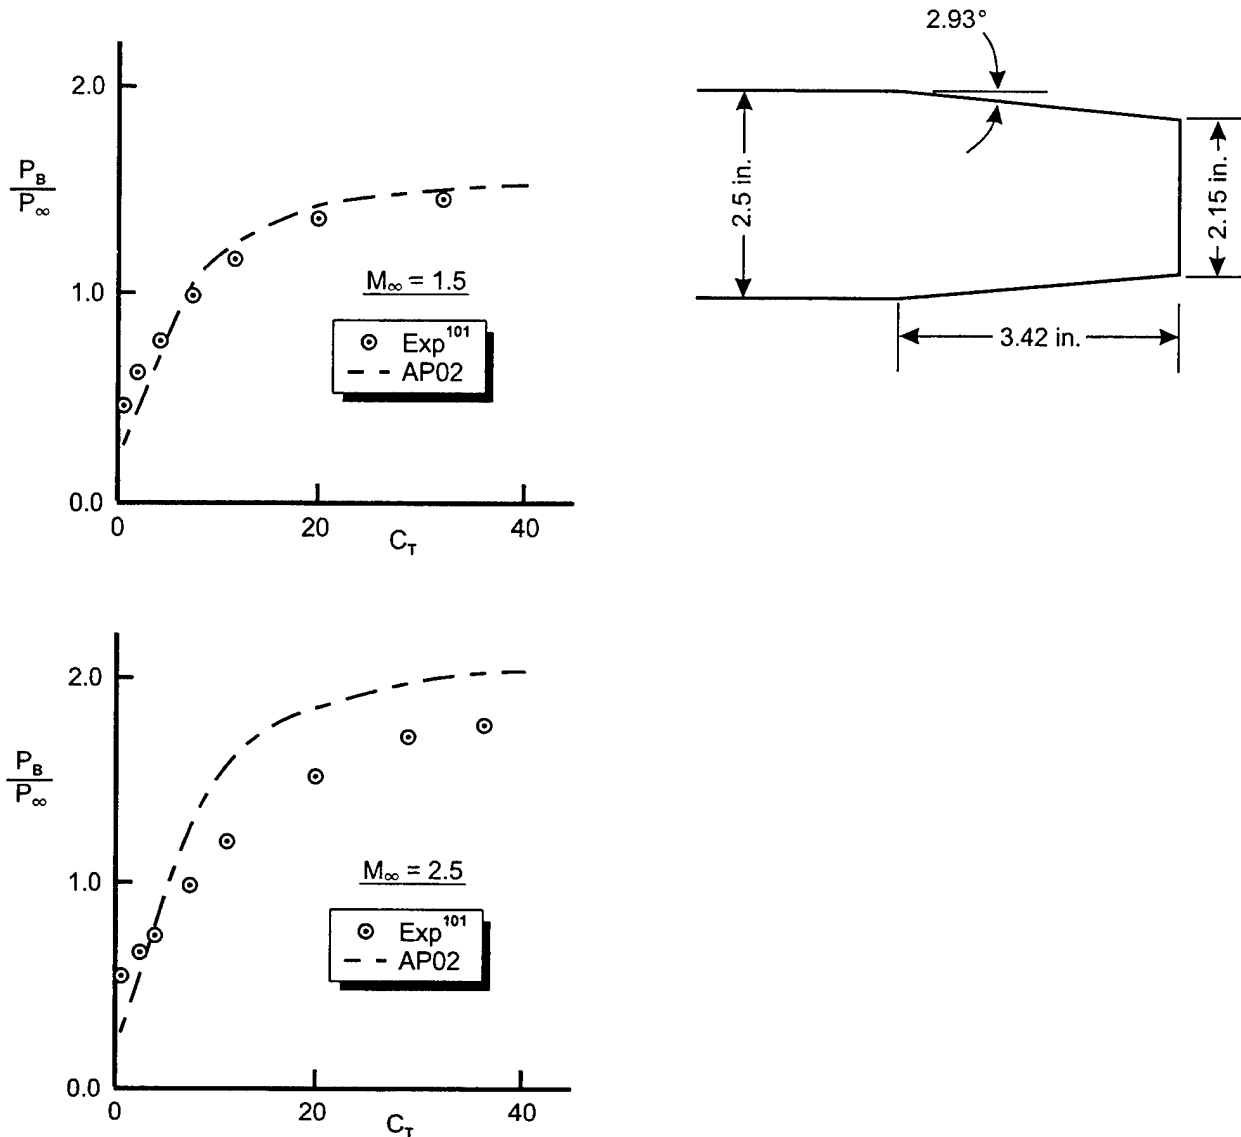 2.0
P_B
P_∞
1.0
0.0
M_∞ = 1.5
⊙ Exp^101
– – AP02
0
20
40
C_T
2.93°
2.5 in.
2.15 in.
3.42 in.
2.0
P_B
P_∞
1.0
0.0
M_∞ = 2.5
⊙ Exp^101
– – AP02
0
20
40
C_T